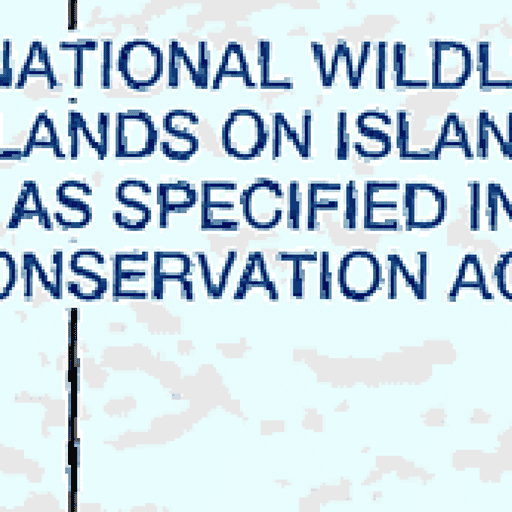 NATIONAL WILDL
LANDS ON ISLAN
AS SPECIFIED IN
ONSERVATION AC